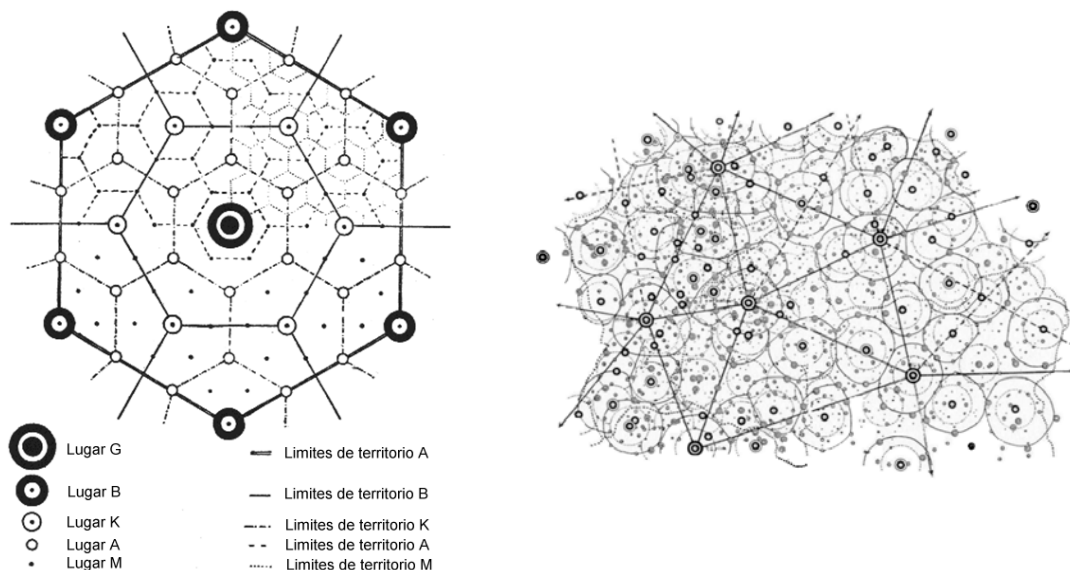 Lugar G
Limites de territorio A
Lugar B
Limites de territorio B
Lugar K
Limites de territorio K
Lugar A
Limites de territorio A
Lugar M
Limites de territorio M